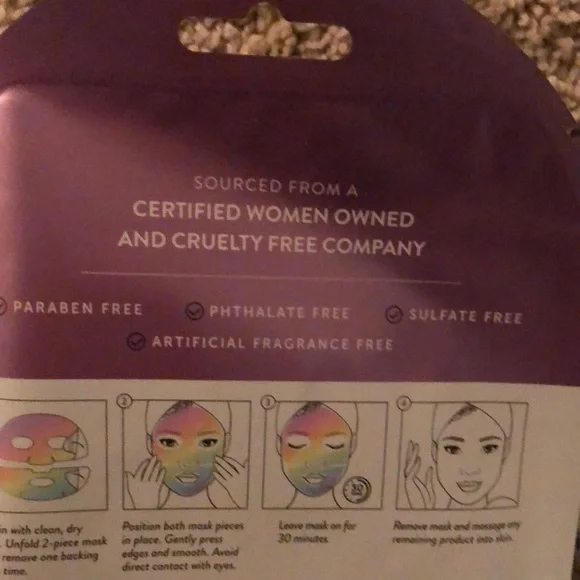 SOURCED FROM A
CERTIFIED WOMEN OWNED
AND CRUELTY FREE COMPANY
PARABEN FREE PHTHALATE FREE SULFATE FREE
ARTIFICIAL FRAGRANCE FREE
2 3 4
30
in with clean, dry
. Unfold 2-piece mask
remove one backing
time.
Position both mask pieces
in place. Gently press
edges and smooth. Avoid
direct contact with eyes.
Leave mask on for
30 minutes
Remove mask and massage any
remaining product into skin.